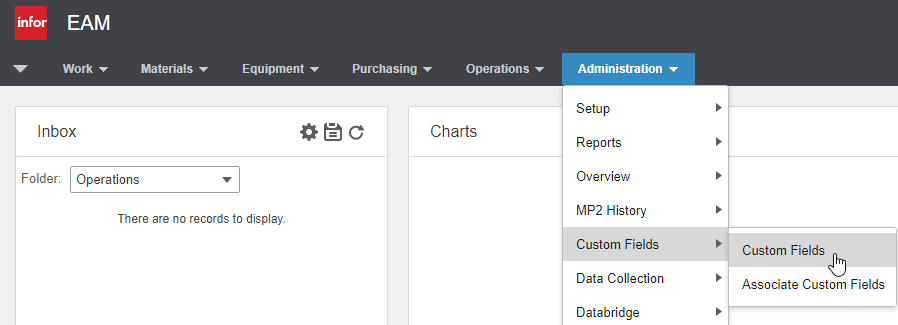 infor EAM
Work Materials Equipment Purchasing Operations Administration
Inbox
Folder: Operations
There are no records to display.
Charts
Setup
Reports
Overview
MP2 History
Custom Fields
Data Collection
Databridge
Custom Fields
Associate Custom Fields